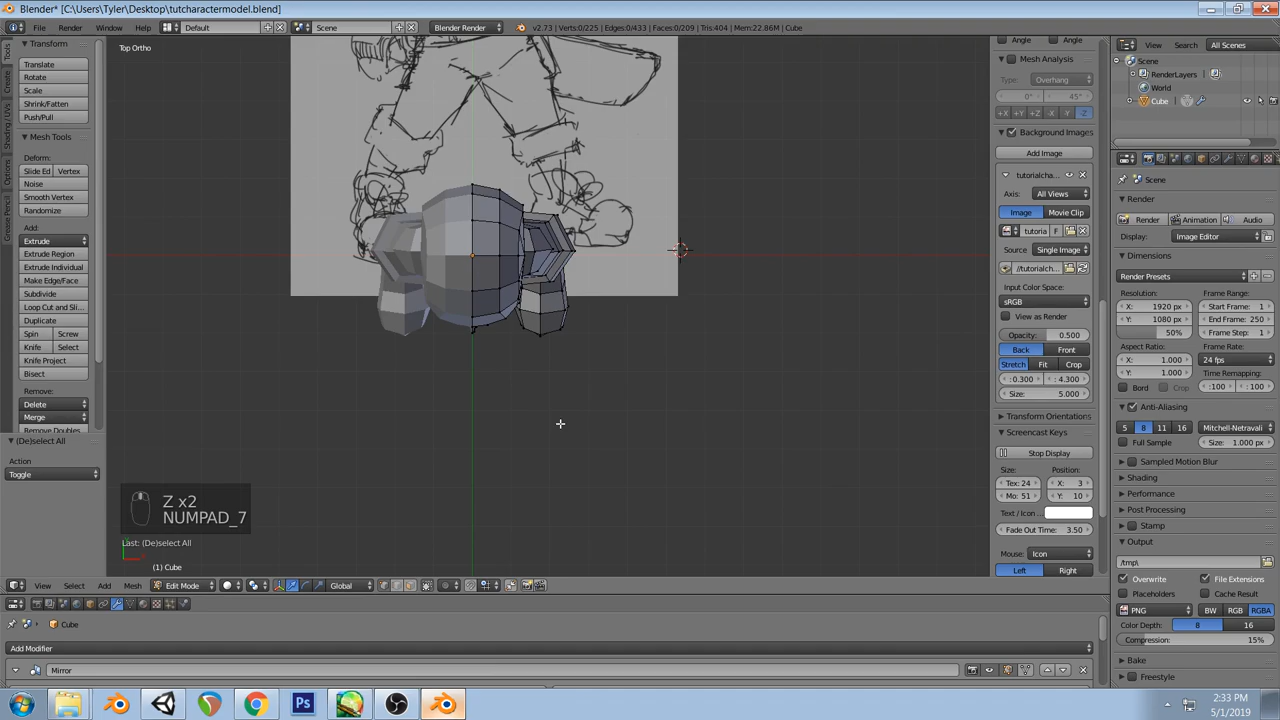 Blender* [C:\Users\Tyler\Desktop\tutcharactermodel.blend]
File Render Window Help Default Scene Blender Render v2.73 | Verts:0/225 | Edges:0/433 | Faces:0/209 | Tris:404 | Mem:22.86M | Cube
Top Ortho
Tools
Create
Shading / UVs
Options
Grease Pencil
Transform
Translate
Rotate
Scale
Shrink/Fatten
Push/Pull
Mesh Tools
Deform:
Slide Ed Vertex
Noise
Smooth Vertex
Randomize
Add:
Extrude
Extrude Region
Extrude Individual
Make Edge/Face
Subdivide
Loop Cut and Sli...
Duplicate
Spin Screw
Knife Select
Knife Project
Bisect
Remove:
Delete
Merge
Remove Doubles
(De)select All
Action
Toggle
Z x2
NUMPAD_7
Last: (De)select All
(1) Cube
View Select Add Mesh Edit Mode Global
Cube
Add Modifier
Mirror
Angle Angle
Mesh Analysis
Type: Overhang
0° 45°
+X +Y +Z -X -Y -Z
Background Images
Add Image
tutorialcha...
Axis: All Views
Image Movie Clip
tutoria F
Source Single Image
//tutorialch...
Input Color Space:
sRGB
View as Render
Opacity: 0.500
Back Front
Stretch Fit Crop
: 0.300 : 4.300
Size: 5.000
Transform Orientations
Screencast Keys
Stop Display
Size: Position:
Tex: 24 X: 3
Mo: 51 Y: 10
Text / Icon ...
Fade Out Time: 3.50
Mouse: Icon
Left Right
View Search All Scenes
Scene
RenderLayers
World
Cube
Scene
Render
Render Animation Audio
Display: Image Editor
Dimensions
Render Presets
Resolution: Frame Range:
X: 1920 px Start Frame: 1
Y: 1080 px End Frame: 250
50% Frame Step: 1
Aspect Ratio: Frame Rate:
X: 1.000 24 fps
Y: 1.000 Time Remapping:
Bord Crop :100 :100
Anti-Aliasing
5 8 11 16 Mitchell-Netravali
Full Sample Size: 1.000 px
Sampled Motion Blur
Shading
Performance
Post Processing
Stamp
Output
/tmp\
Overwrite File Extensions
Placeholders Cache Result
PNG BW RGB RGBA
Color Depth: 8 16
Compression: 15%
Bake
Freestyle
Ps
2:33 PM
5/1/2019